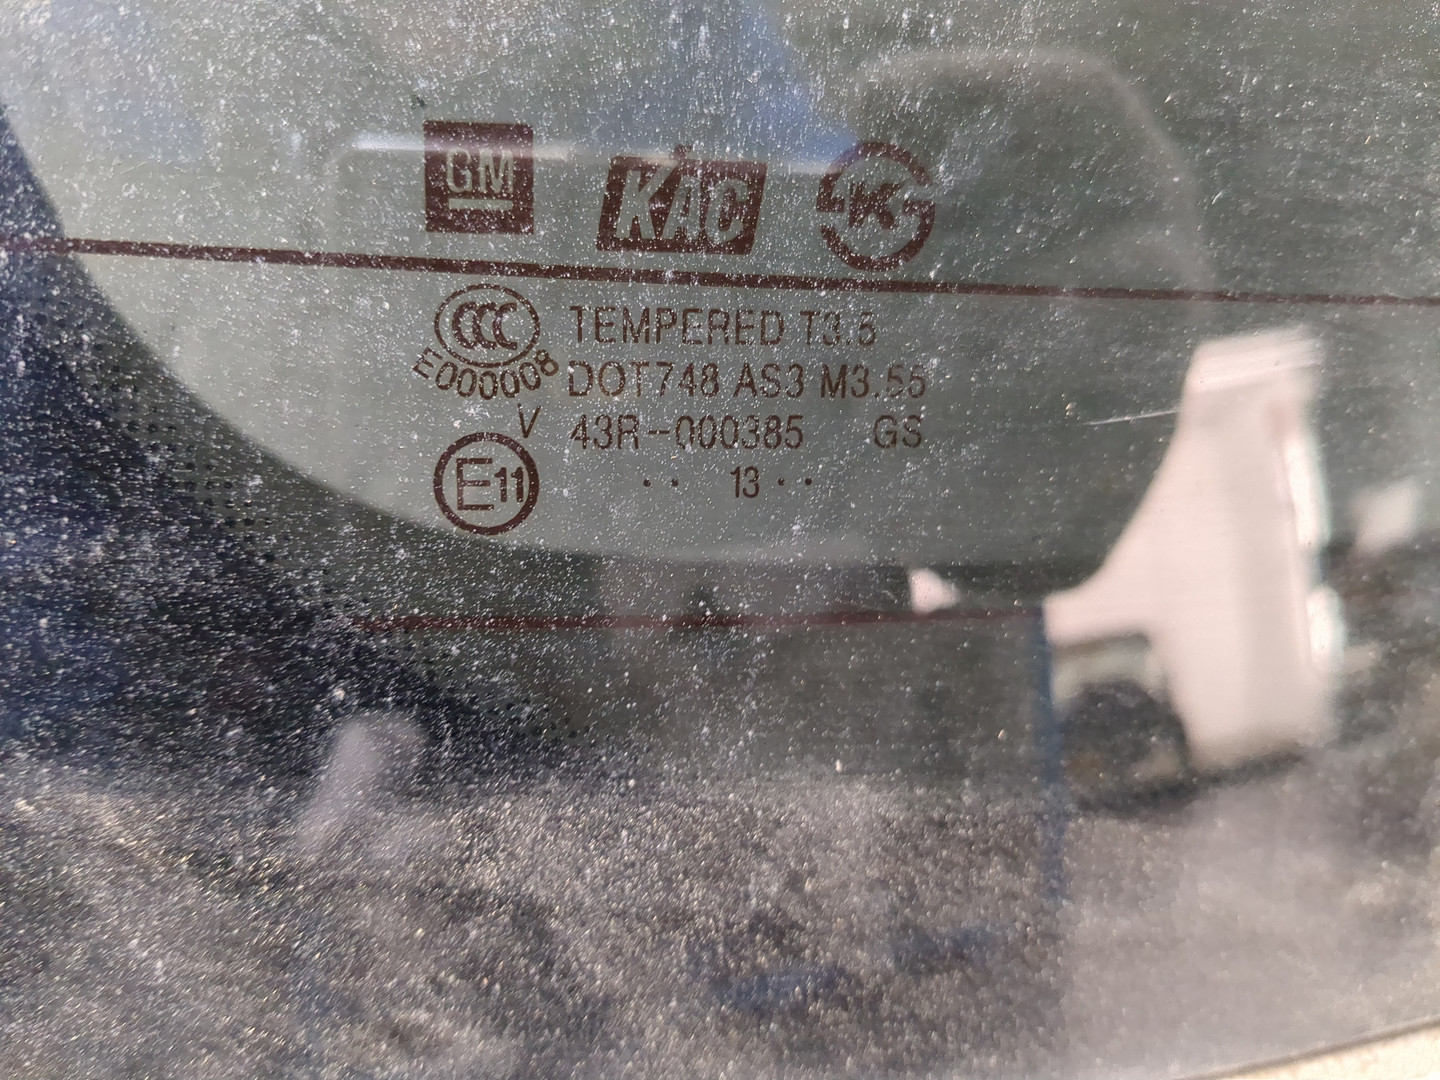 GM KAC
CCC TEMPERED T3.5
E000008 DOT748 AS3 M3.55
V 43R-000385 GS
E11 ·· 13 ··